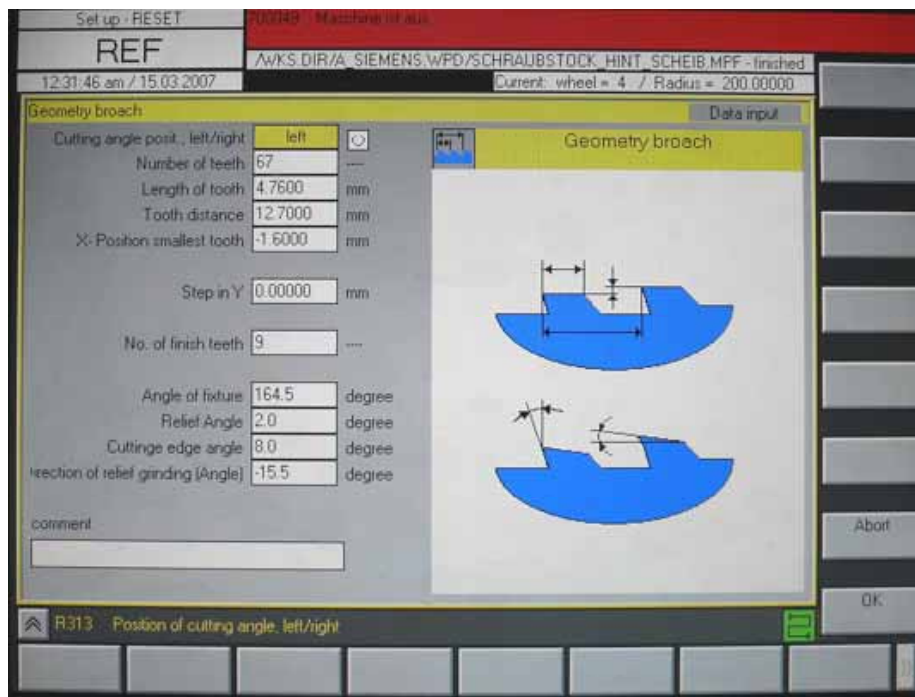 Set up - RESET
700049 Maschine ist aus
REF
/WKS.DIR/A_SIEMENS.WPD/SCHRAUBSTOCK_HINT_SCHEIB.MPF - finished
12:31:46 am / 15.03.2007
Current: wheel = 4 / Radius = 200.00000
Geometry broach
Data input
Cutting angle posit., left/right left
Geometry broach
Number of teeth 67 ----
Length of tooth 4.7600 mm
Tooth distance 12.7000 mm
X- Position smallest tooth -1.6000 mm
Step in Y 0.00000 mm
No. of finish teeth 9 ----
Angle of fixture 164.5 degree
Relief Angle 2.0 degree
Cuttinge edge angle 8.0 degree
rection of relief grinding (Angle) -15.5 degree
comment
Abort
OK
R313 Position of cutting angle, left/right